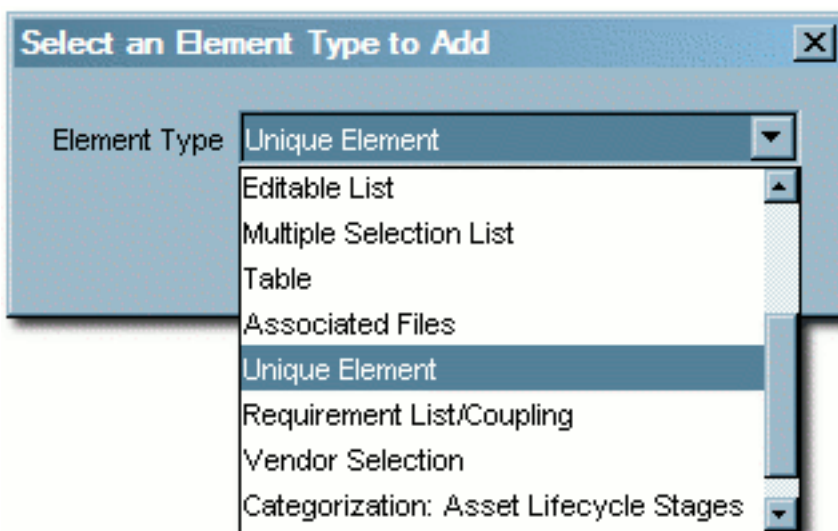 Select an Element Type to Add
Element Type Unique Element
Editable List
Multiple Selection List
Table
Associated Files
Unique Element
Requirement List/Coupling
Vendor Selection
Categorization: Asset Lifecycle Stages